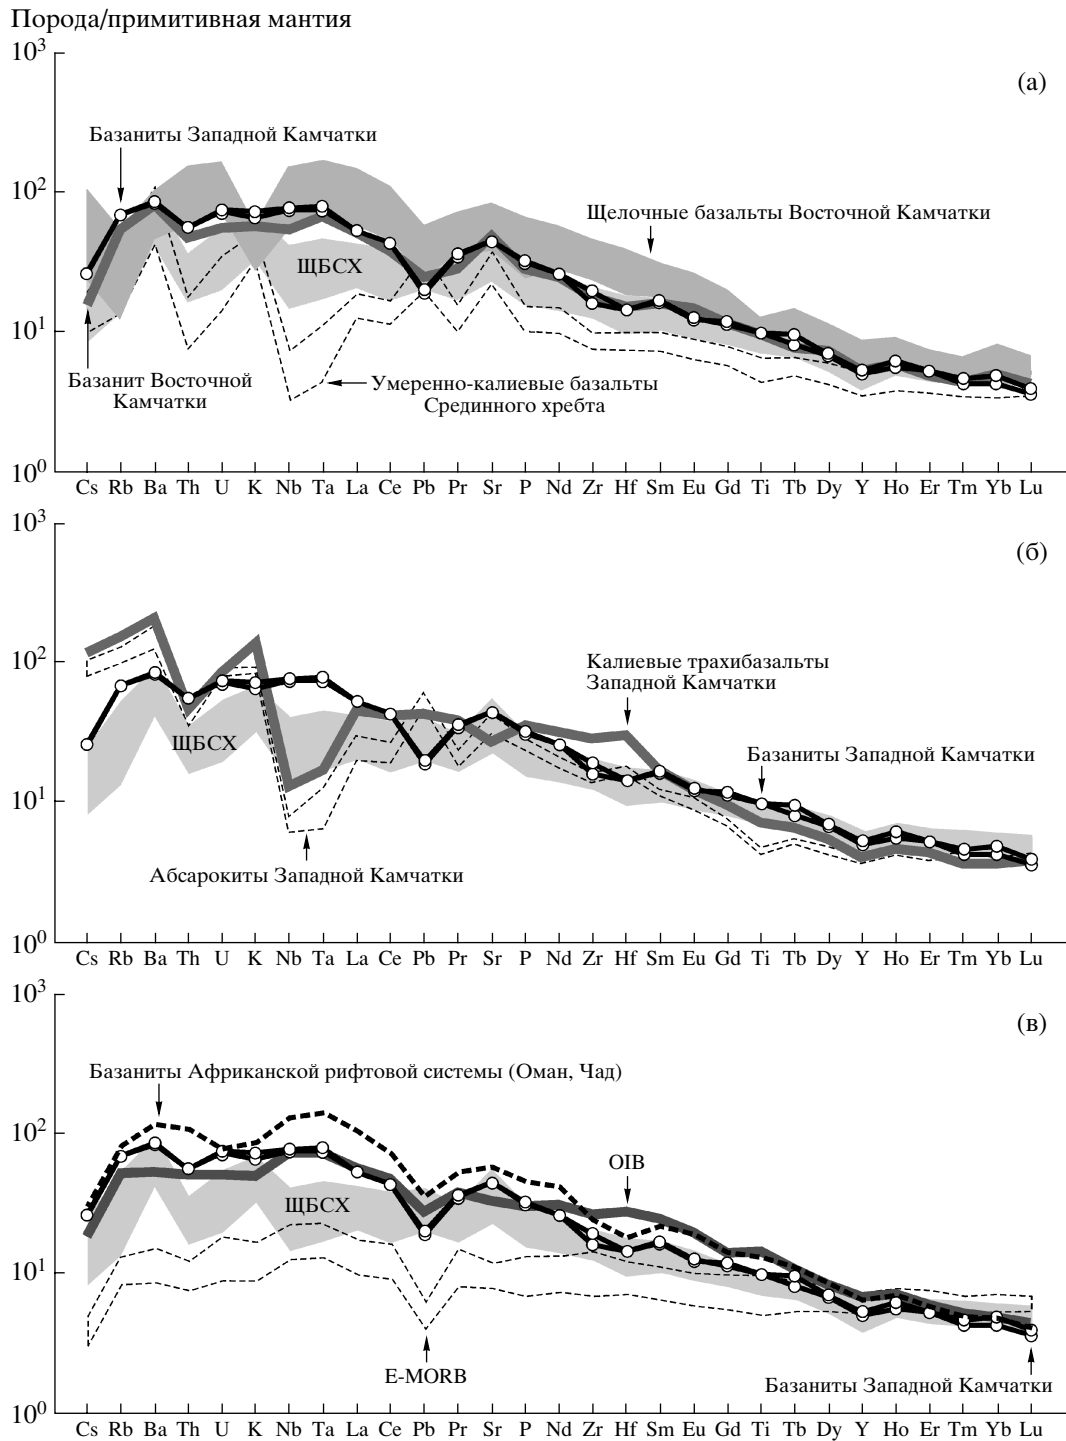 Порода/примитивная мантия
10³
(а)
Базаниты Западной Камчатки
10²
Щелочные базальты Восточной Камчатки
ЩБСХ
10¹
Базанит Восточной
Камчатки
Умеренно-калиевые базальты
Срединного хребта
10⁰
Cs Rb Ba Th U K Nb Ta La Ce Pb Pr Sr P Nd Zr Hf Sm Eu Gd Ti Tb Dy Y Ho Er Tm Yb Lu
10³
(б)
10²
Калиевые трахибазальты
Западной Камчатки
ЩБСХ
Базаниты Западной Камчатки
10¹
Абсарокиты Западной Камчатки
10⁰
Cs Rb Ba Th U K Nb Ta La Ce Pb Pr Sr P Nd Zr Hf Sm Eu Gd Ti Tb Dy Y Ho Er Tm Yb Lu
10³
(в)
Базаниты Африканской рифтовой системы (Оман, Чад)
10²
OIB
ЩБСХ
10¹
E-MORB
Базаниты Западной Камчатки
10⁰
Cs Rb Ba Th U K Nb Ta La Ce Pb Pr Sr P Nd Zr Hf Sm Eu Gd Ti Tb Dy Y Ho Er Tm Yb Lu